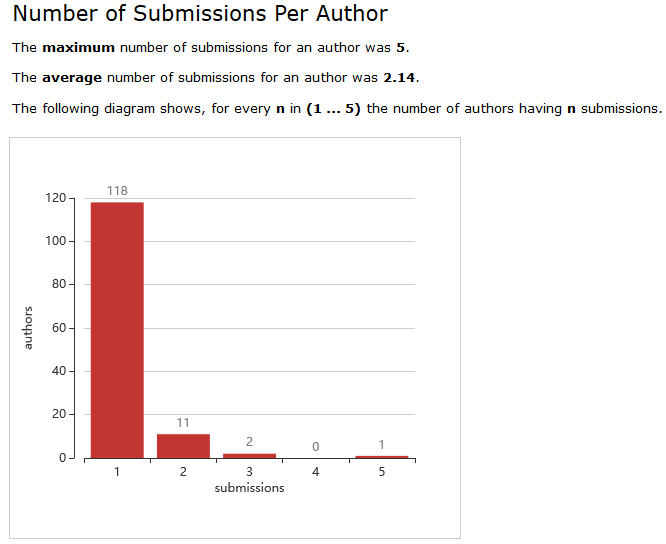 Number of Submissions Per Author
The maximum number of submissions for an author was 5.
The average number of submissions for an author was 2.14.
The following diagram shows, for every n in (1 ... 5) the number of authors having n submissions.
118
120
100
80
authors
60
40
20
11
2
0
1
0
1
2
3
4
5
submissions